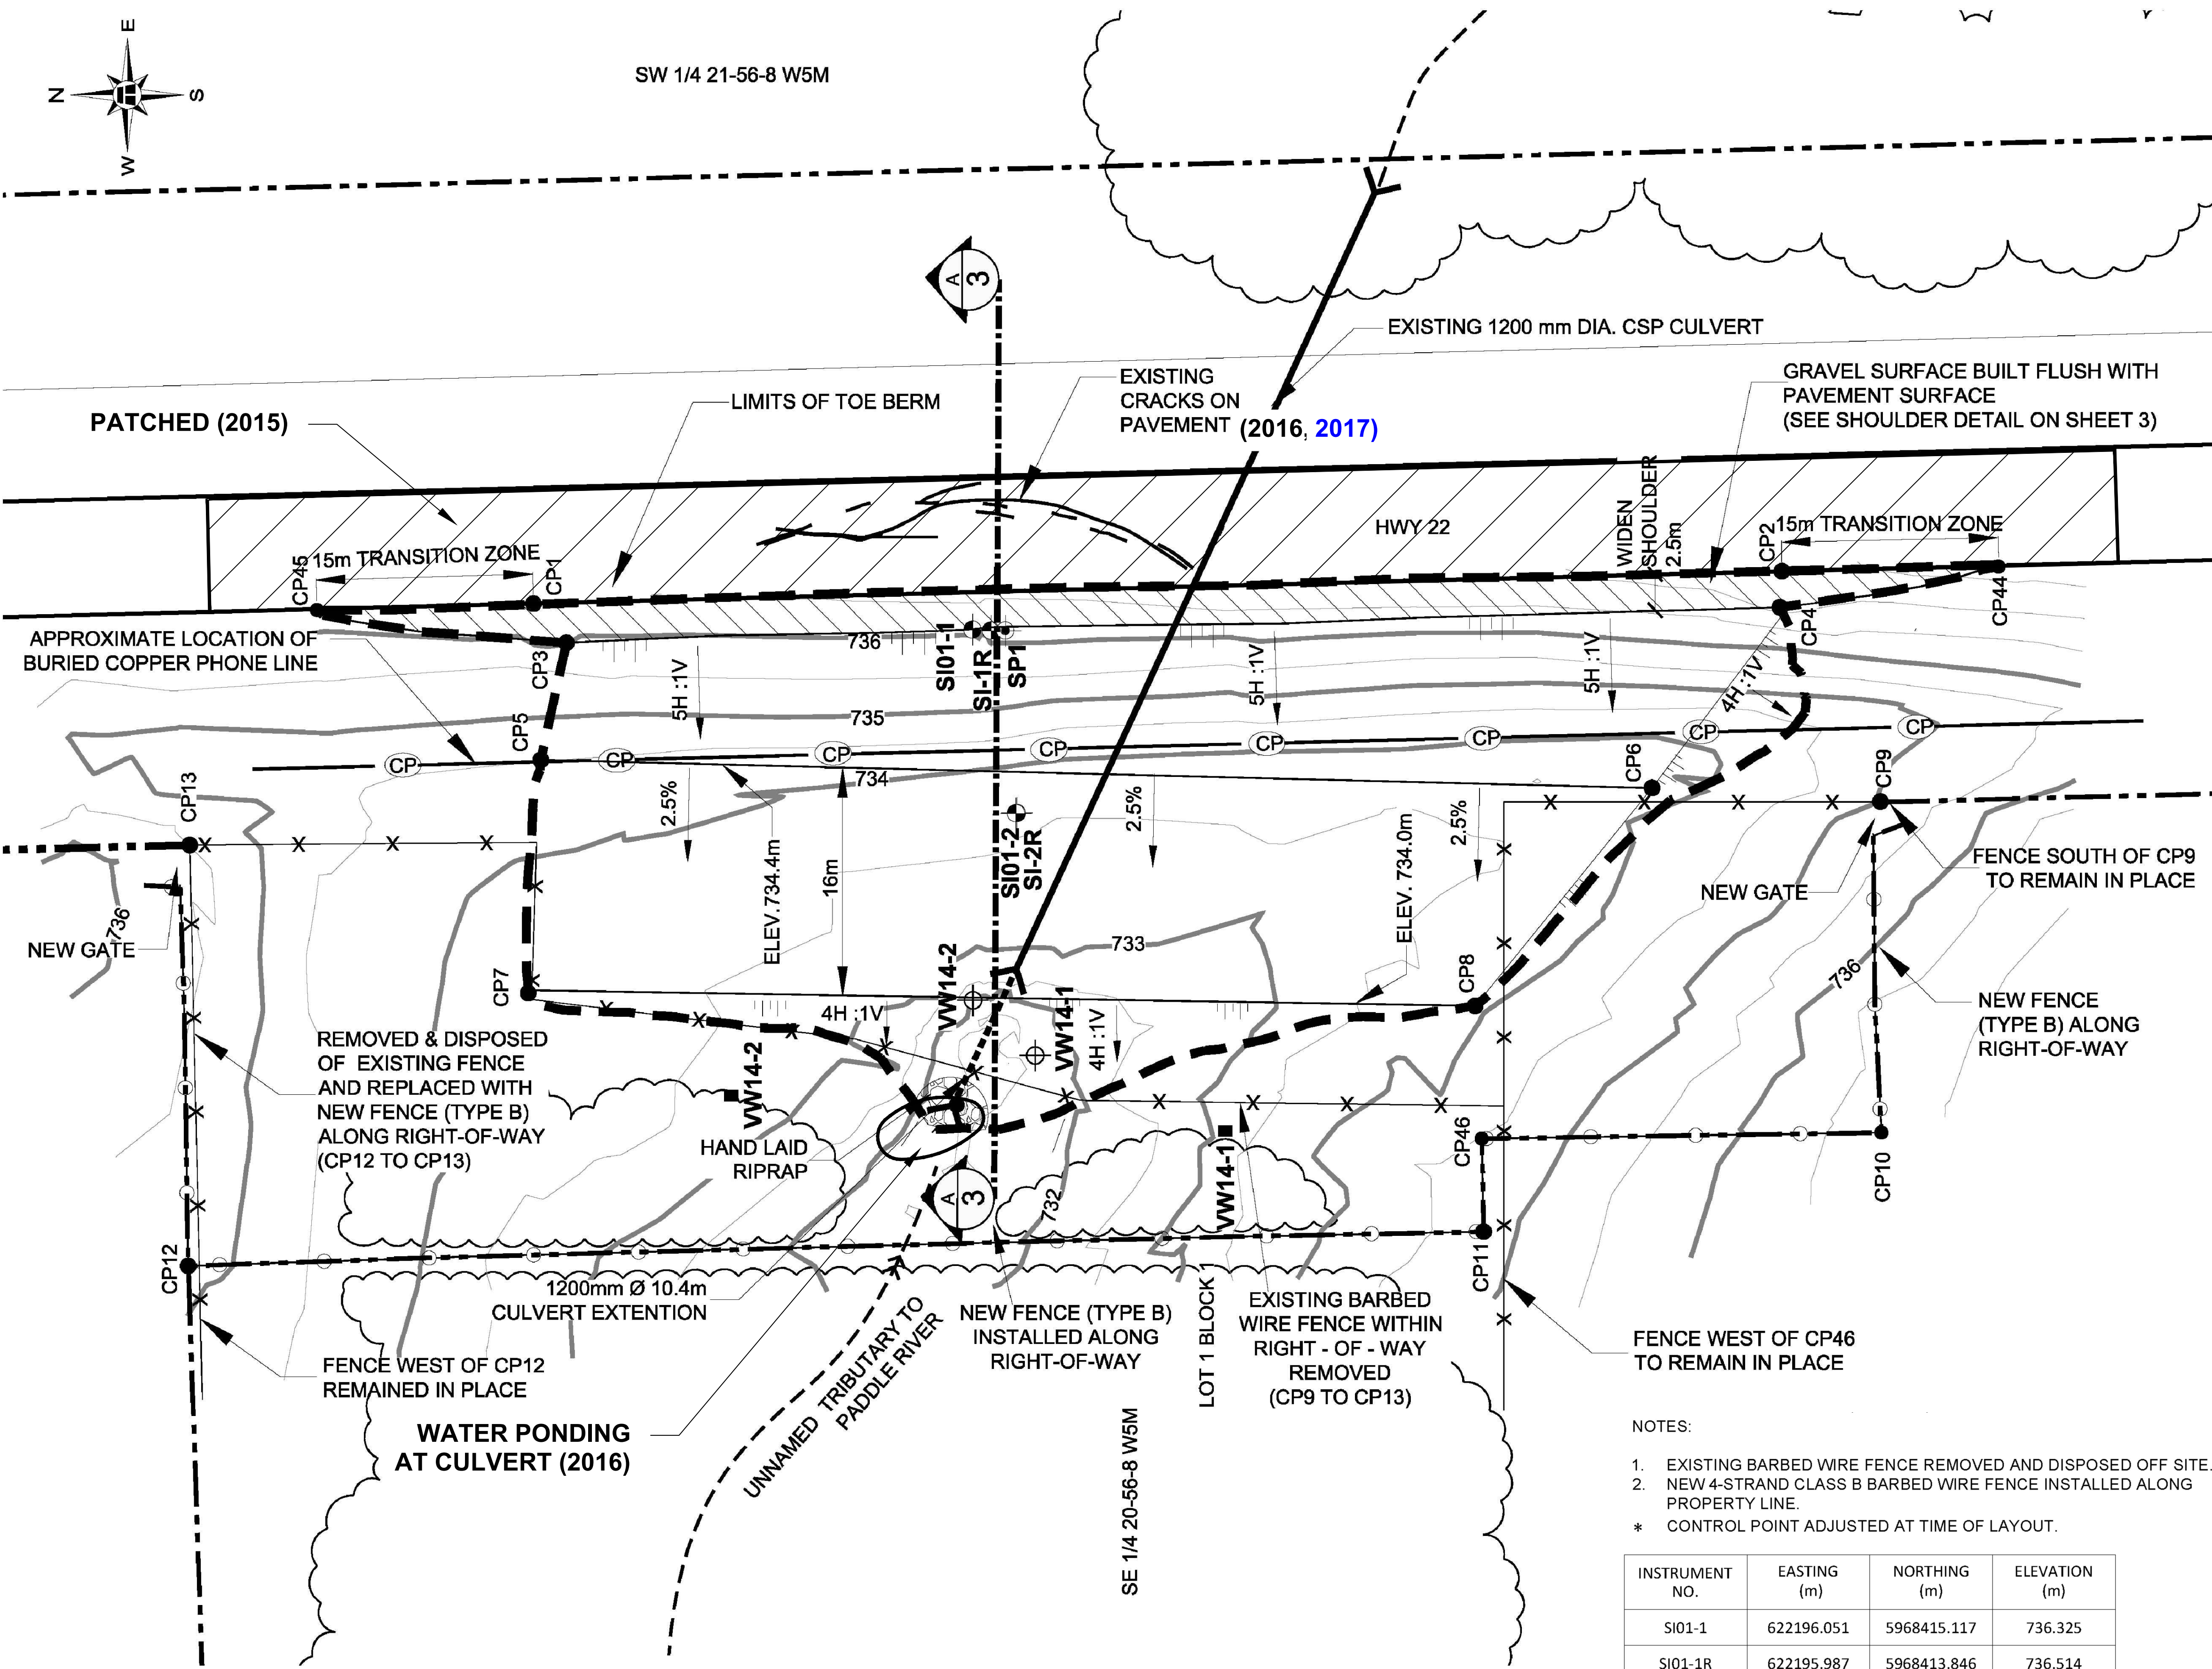 E
N
S
W
SW 1/4 21-56-8 W5M
A
3
EXISTING 1200 mm DIA. CSP CULVERT
PATCHED (2015)
LIMITS OF TOE BERM
EXISTING
CRACKS ON
PAVEMENT (2016, 2017)
GRAVEL SURFACE BUILT FLUSH WITH
PAVEMENT SURFACE
(SEE SHOULDER DETAIL ON SHEET 3)
HWY 22
WIDEN
SHOULDER
2.5m
CP45
15m TRANSITION ZONE
CP1
CP2
15m TRANSITION ZONE
CP44
APPROXIMATE LOCATION OF
BURIED COPPER PHONE LINE
CP3
736
SI01-1
SI-1R
SP1
CP4
5H :1V
5H :1V
5H :1V
4H :1V
735
CP5
CP
CP
CP
CP
CP
CP
CP
CP
734
CP6
CP9
CP13
2.5%
2.5%
2.5%
ELEV.734.4m
16m
SI01-2
SI-2R
ELEV. 734.0m
FENCE SOUTH OF CP9
TO REMAIN IN PLACE
NEW GATE
NEW GATE
736
733
736
CP7
VW14-2
VW14-1
CP8
4H :1V
4H :1V
NEW FENCE
(TYPE B) ALONG
RIGHT-OF-WAY
REMOVED & DISPOSED
OF EXISTING FENCE
AND REPLACED WITH
NEW FENCE (TYPE B)
ALONG RIGHT-OF-WAY
(CP12 TO CP13)
VW14-2
HAND LAID
RIPRAP
VW14-1
CP46
CP10
A
3
732
CP12
CP11
1200mm Ø 10.4m
CULVERT EXTENTION
UNNAMED TRIBUTARY TO
PADDLE RIVER
NEW FENCE (TYPE B)
INSTALLED ALONG
RIGHT-OF-WAY
LOT 1 BLOCK 1
EXISTING BARBED
WIRE FENCE WITHIN
RIGHT - OF - WAY
REMOVED
(CP9 TO CP13)
FENCE WEST OF CP46
TO REMAIN IN PLACE
FENCE WEST OF CP12
REMAINED IN PLACE
WATER PONDING
AT CULVERT (2016)
SE 1/4 20-56-8 W5M
NOTES:
1. EXISTING BARBED WIRE FENCE REMOVED AND DISPOSED OFF SITE.
2. NEW 4-STRAND CLASS B BARBED WIRE FENCE INSTALLED ALONG
PROPERTY LINE.
* CONTROL POINT ADJUSTED AT TIME OF LAYOUT.
INSTRUMENT NO. EASTING (m) NORTHING (m) ELEVATION (m)
SI01-1 622196.051 5968415.117 736.325
SI01-1R 622195.987 5968413.846 736.514